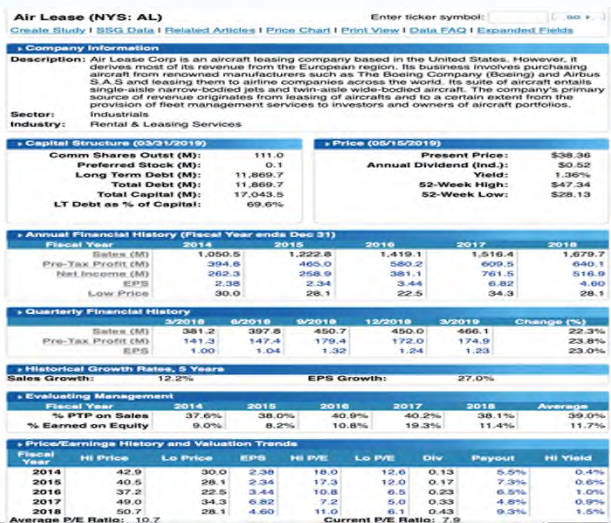 Air Lease (NYS: AL) Enter ticker symbol: GO
Create Study | SSG Data | Related Articles | Price Chart | Print View | Data FAQ | Expanded Fields
Company Information
Description: Air Lease Corp is an aircraft leasing company based in the United States. However, it
derives most of its revenue from the European region. Its business involves purchasing
aircraft from renowned manufacturers such as The Boeing Company (Boeing) and Airbus
S.A.S and leasing them to airline companies across the world. Its suite of aircraft entails
single-aisle narrow-bodied jets and twin-aisle wide-bodied aircraft. The company's primary
source of revenue originates from leasing of aircrafts and to a certain extent from the
provision of fleet management services to investors and owners of aircraft portfolios.
Sector: Industrials
Industry: Rental & Leasing Services
Capital Structure (03/31/2019) Price (05/15/2019)
Comm Shares Outst (M): 111.0 Present Price: $38.36
Preferred Stock (M): 0.1 Annual Dividend (Ind.): $0.52
Long Term Debt (M): 11,869.7 Yield: 1.36%
Total Debt (M): 11,869.7 52-Week High: $47.34
Total Capital (M): 17,043.5 52-Week Low: $28.13
LT Debt as % of Capital: 69.6%
Annual Financial History (Fiscal Year ends Dec 31)
Fiscal Year 2014 2015 2016 2017 2018
Sales (M) 1,050.5 1,222.8 1,419.1 1,516.4 1,679.7
Pre-Tax Profit (M) 394.6 465.0 580.2 609.5 640.1
Net Income (M) 262.3 258.9 381.1 761.5 516.9
EPS 2.38 2.34 3.44 6.82 4.60
Low Price 30.0 28.1 22.5 34.3 28.1
Quarterly Financial History
3/2018 6/2018 9/2018 12/2018 3/2019 Change (%)
Sales (M) 381.2 397.8 450.7 450.0 466.1 22.3%
Pre-Tax Profit (M) 141.3 147.4 179.4 172.0 174.9 23.8%
EPS 1.00 1.04 1.32 1.24 1.23 23.0%
Historical Growth Rates, 5 Years
Sales Growth: 12.2% EPS Growth: 27.0%
Evaluating Management
Fiscal Year 2014 2015 2016 2017 2018 Average
% PTP on Sales 37.6% 38.0% 40.9% 40.2% 38.1% 39.0%
% Earned on Equity 9.0% 8.2% 10.8% 19.3% 11.4% 11.7%
Price/Earnings History and Valuation Trends
Fiscal Year Hi Price Lo Price EPS Hi P/E Lo P/E Div Payout Hi Yield
2014 42.9 30.0 2.38 18.0 12.6 0.13 5.5% 0.4%
2015 40.5 28.1 2.34 17.3 12.0 0.17 7.3% 0.6%
2016 37.2 22.5 3.44 10.8 6.5 0.23 6.5% 1.0%
2017 49.0 34.3 6.82 7.2 5.0 0.33 4.8% 0.9%
2018 50.7 28.1 4.60 11.0 6.1 0.43 9.3% 1.5%
Average P/E Ratio: 10.7 Current P/E Ratio: 7.9